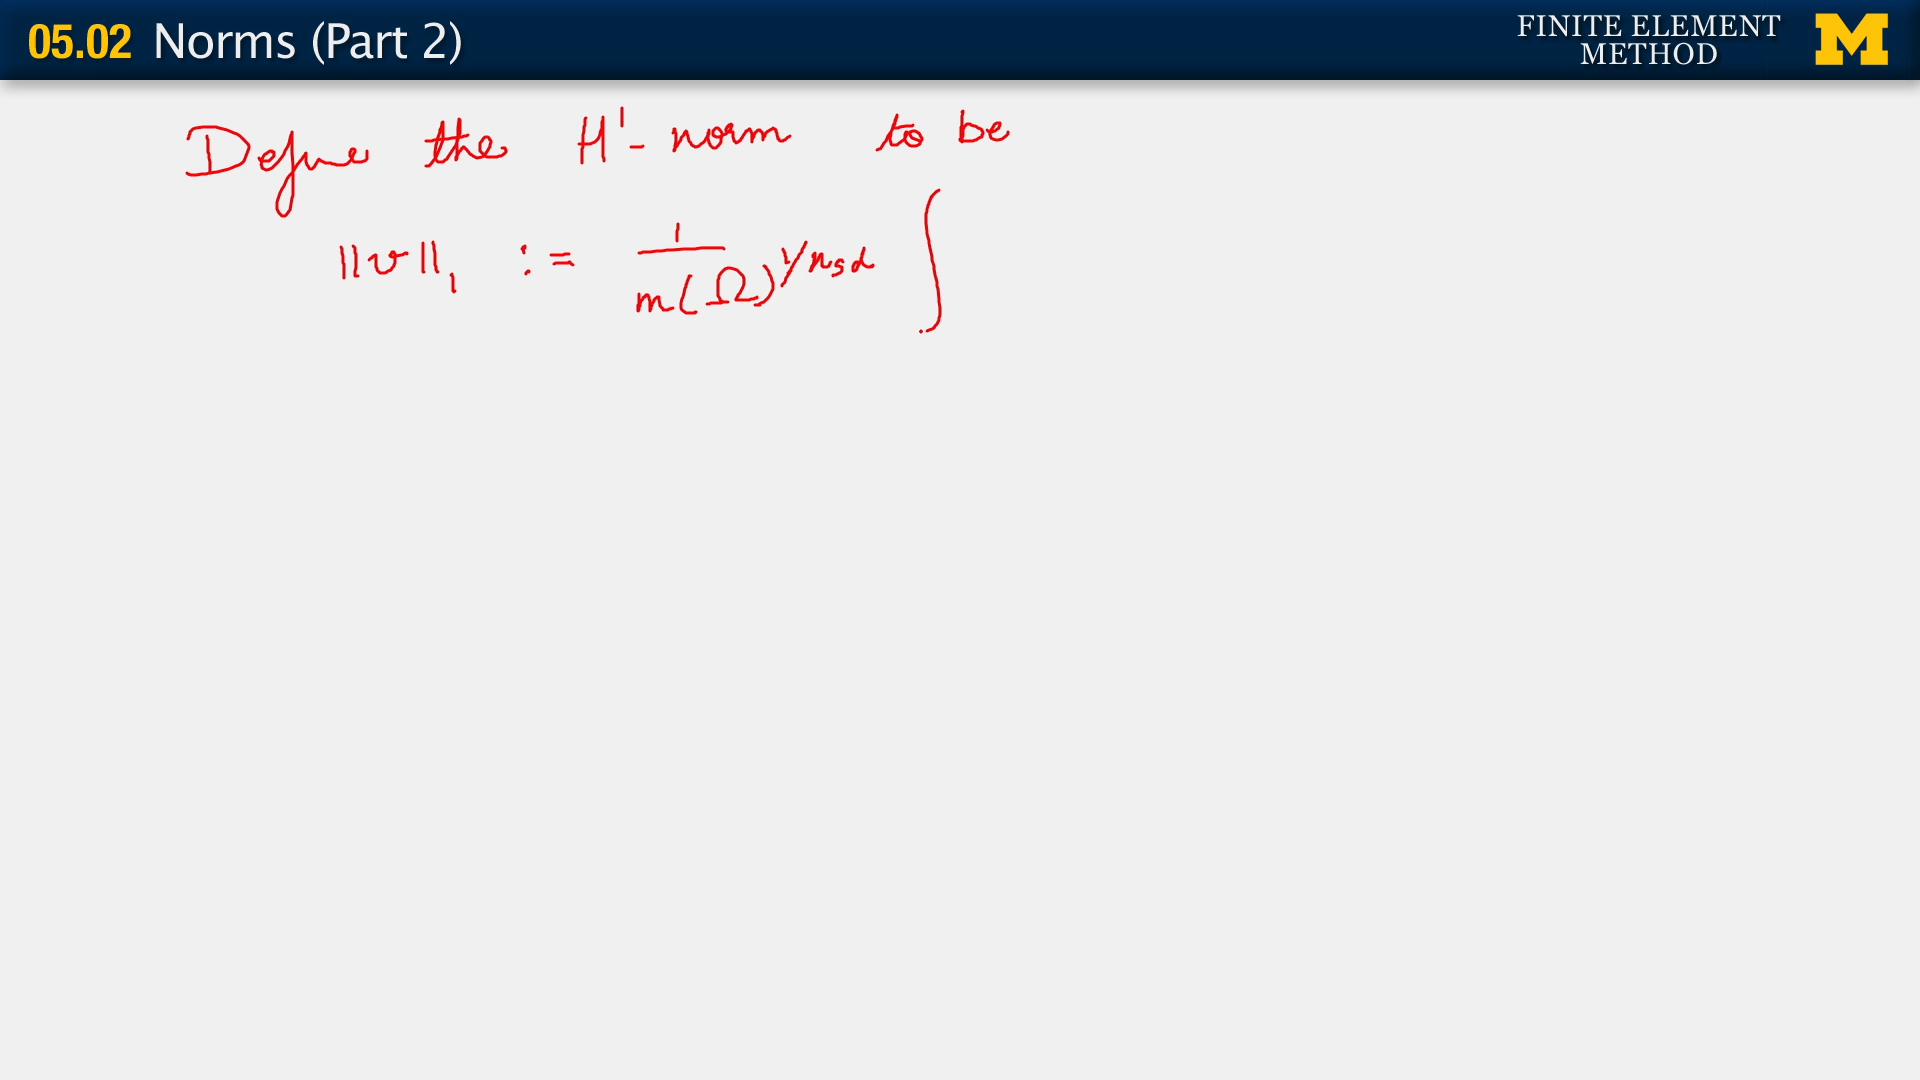 05.02 Norms (Part 2)
FINITE ELEMENT
METHOD
M
Define the H¹-norm to be
||v||₁ := 1/m(Ω)^{1/nsd} ∫